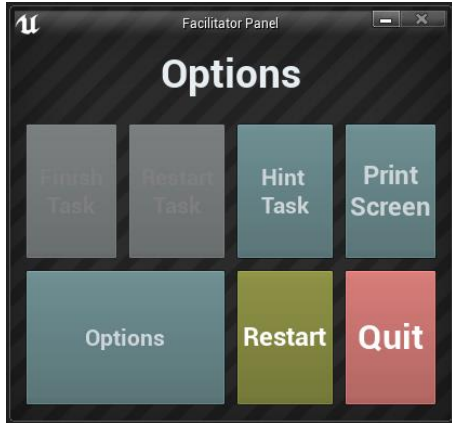 Facilitator Panel
Options
Finish
Task
Restart
Task
Hint
Task
Print
Screen
Options
Restart
Quit